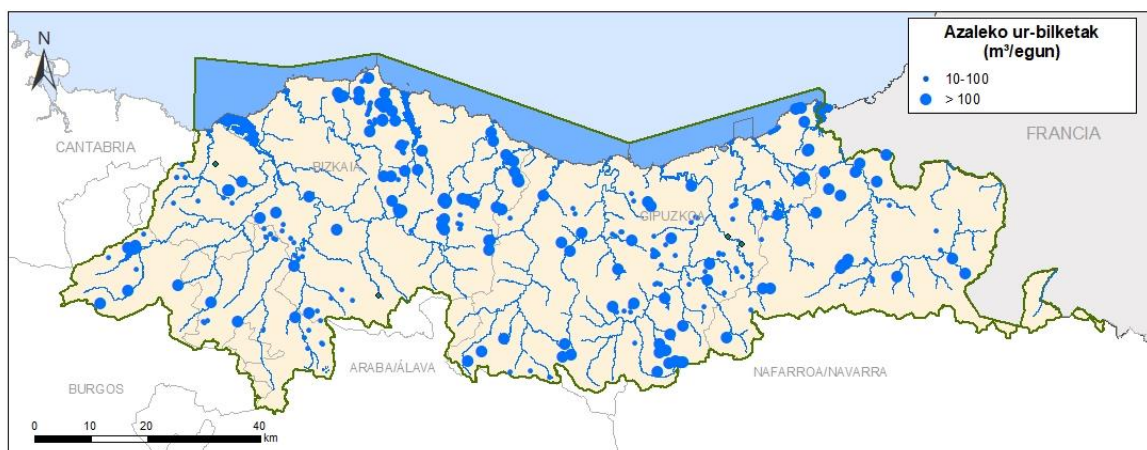 N
Azaleko ur-bilketak
(m³/egun)
10-100
> 100
FRANCIA
CANTABRIA
BIZKAIA
GIPUZKOA
ARABA/ÁLAVA
NAFARROA/NAVARRA
BURGOS
0 10 20 40
km